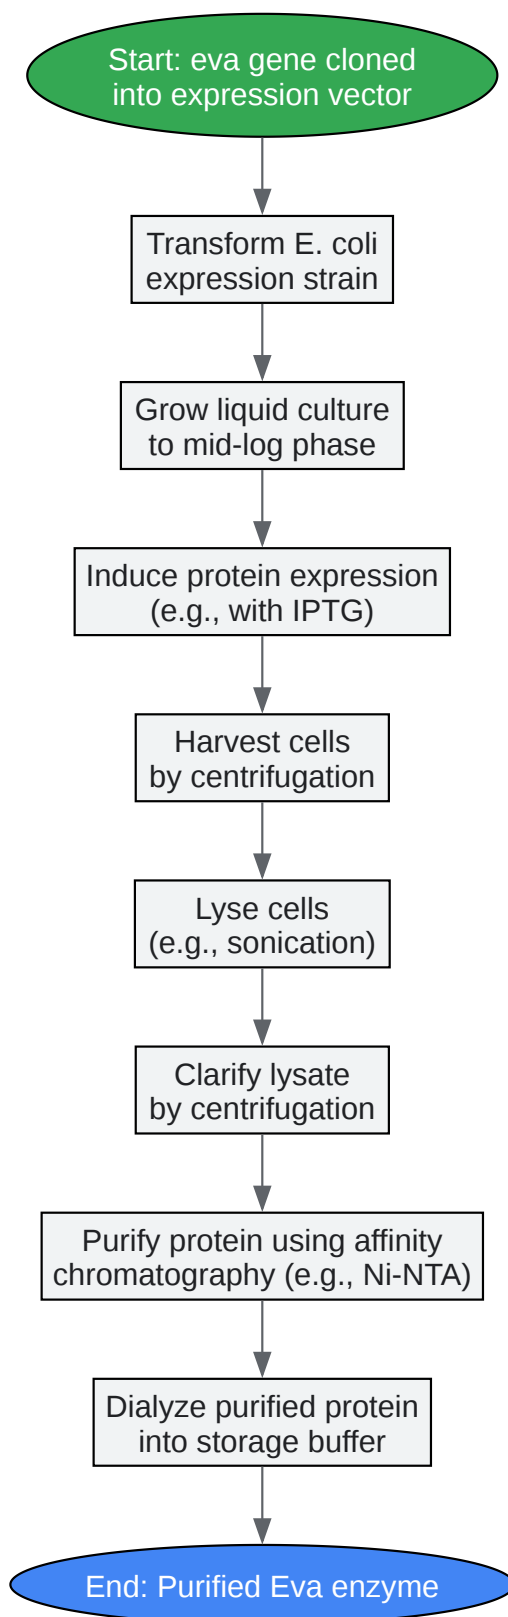 Start: eva gene cloned
into expression vector
Transform E. coli
expression strain
Grow liquid culture
to mid-log phase
Induce protein expression
(e.g., with IPTG)
Harvest cells
by centrifugation
Lyse cells
(e.g., sonication)
Clarify lysate
by centrifugation
Purify protein using affinity
chromatography (e.g., Ni-NTA)
Dialyze purified protein
into storage buffer
End: Purified Eva enzyme